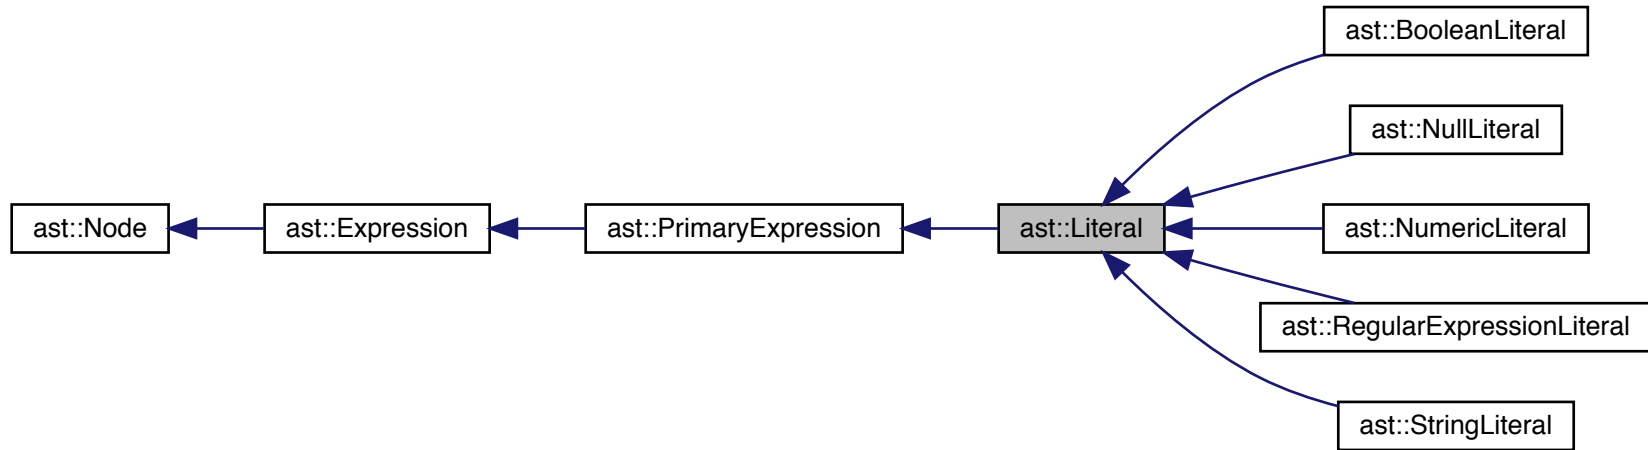 ast::BooleanLiteral
ast::NullLiteral
ast::Node
ast::Expression
ast::PrimaryExpression
ast::Literal
ast::NumericLiteral
ast::RegularExpressionLiteral
ast::StringLiteral